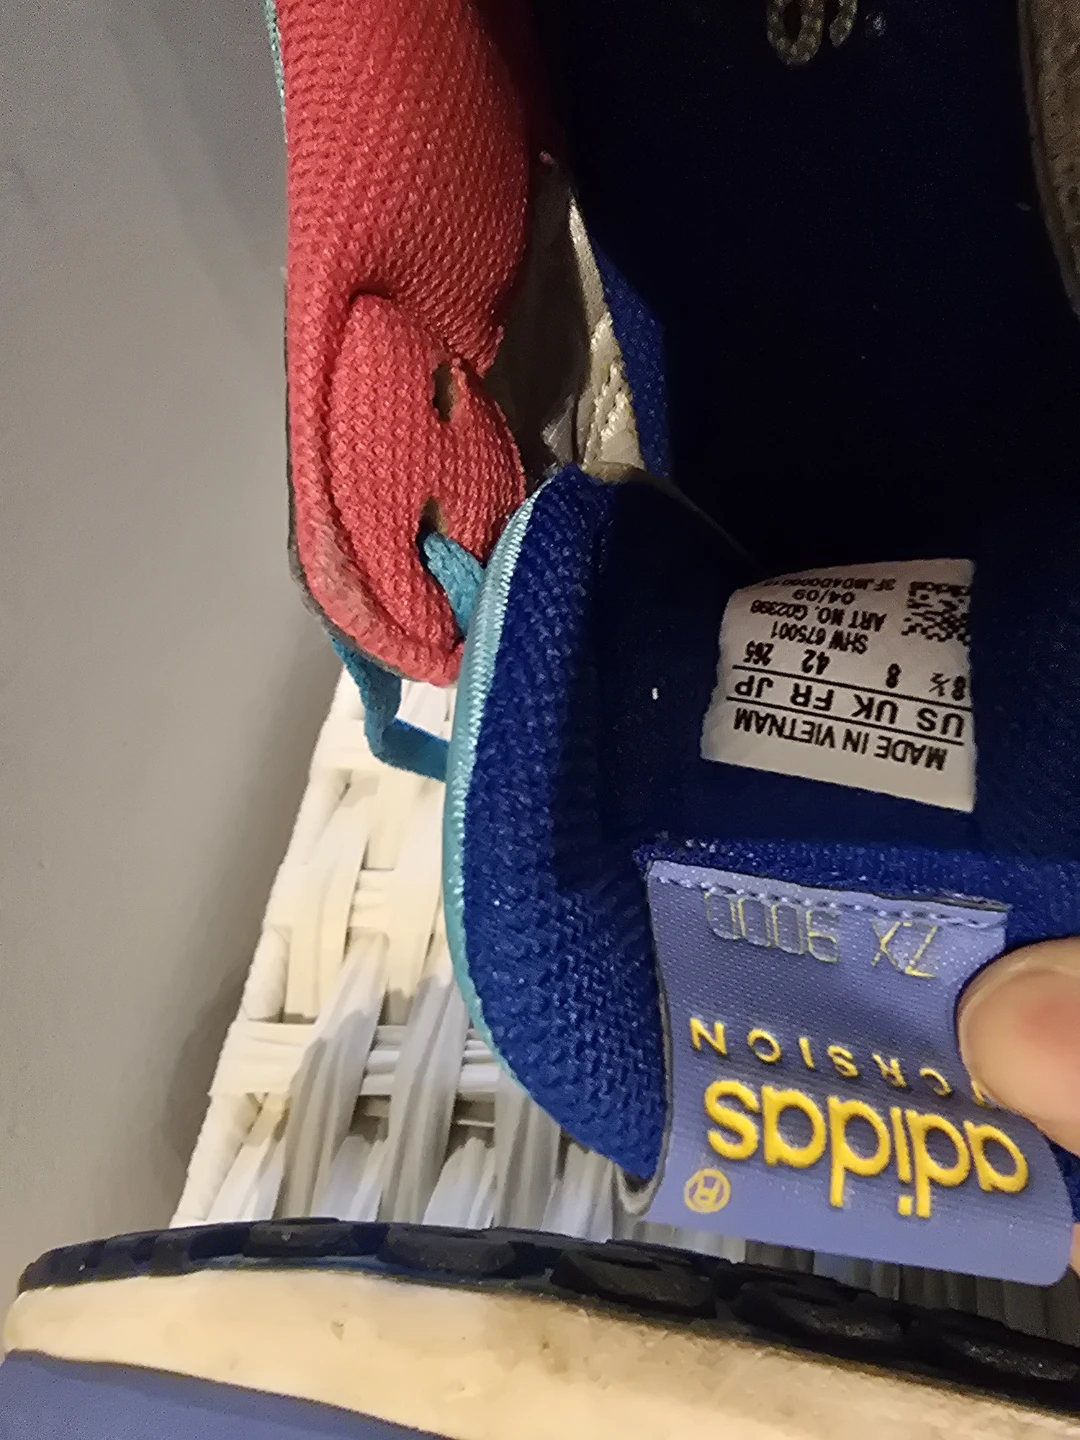 MADE IN VIETNAM
US UK FR JP
8½ 8 42 265
SHW 675001
ART NO. G02398
04/09
adidas
TORSION
ZX 9000